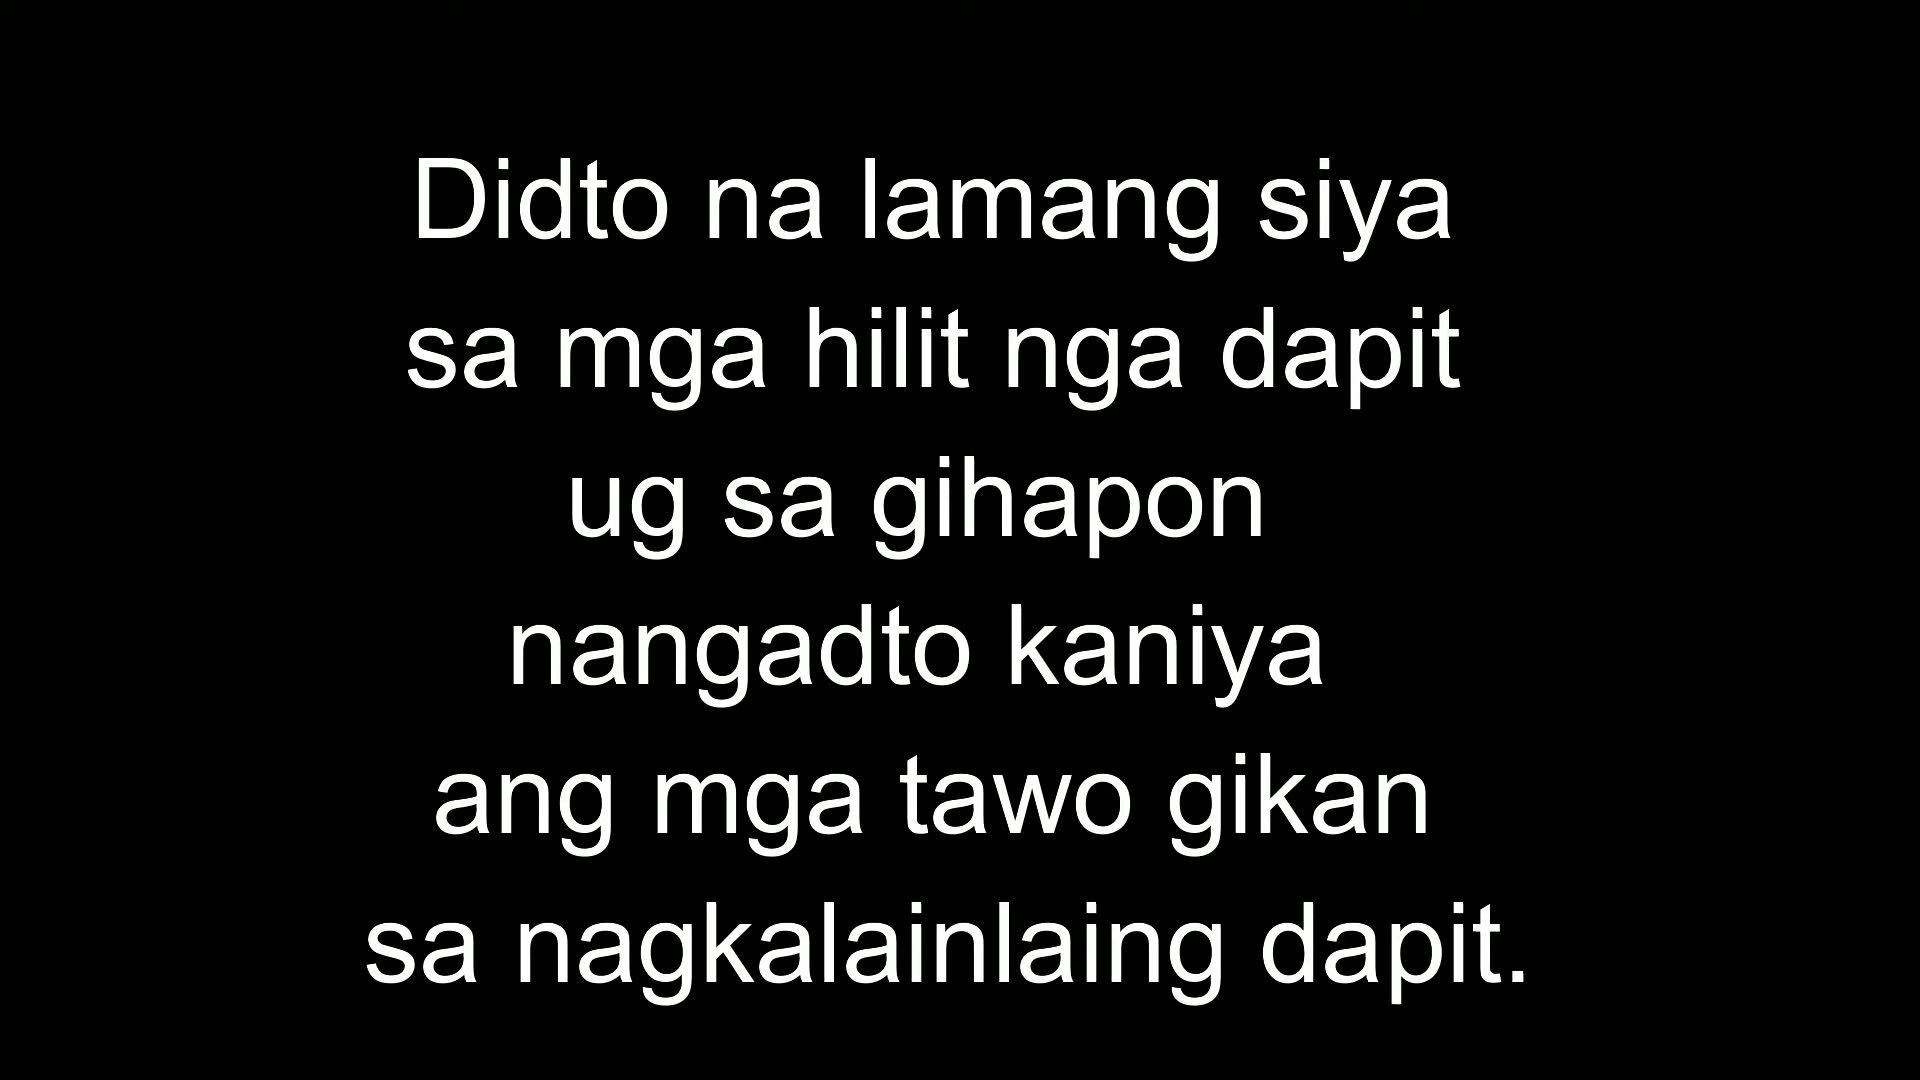 Didto na lamang siya
sa mga hilit nga dapit
ug sa gihapon
nangadto kaniya
ang mga tawo gikan
sa nagkalainlaing dapit.